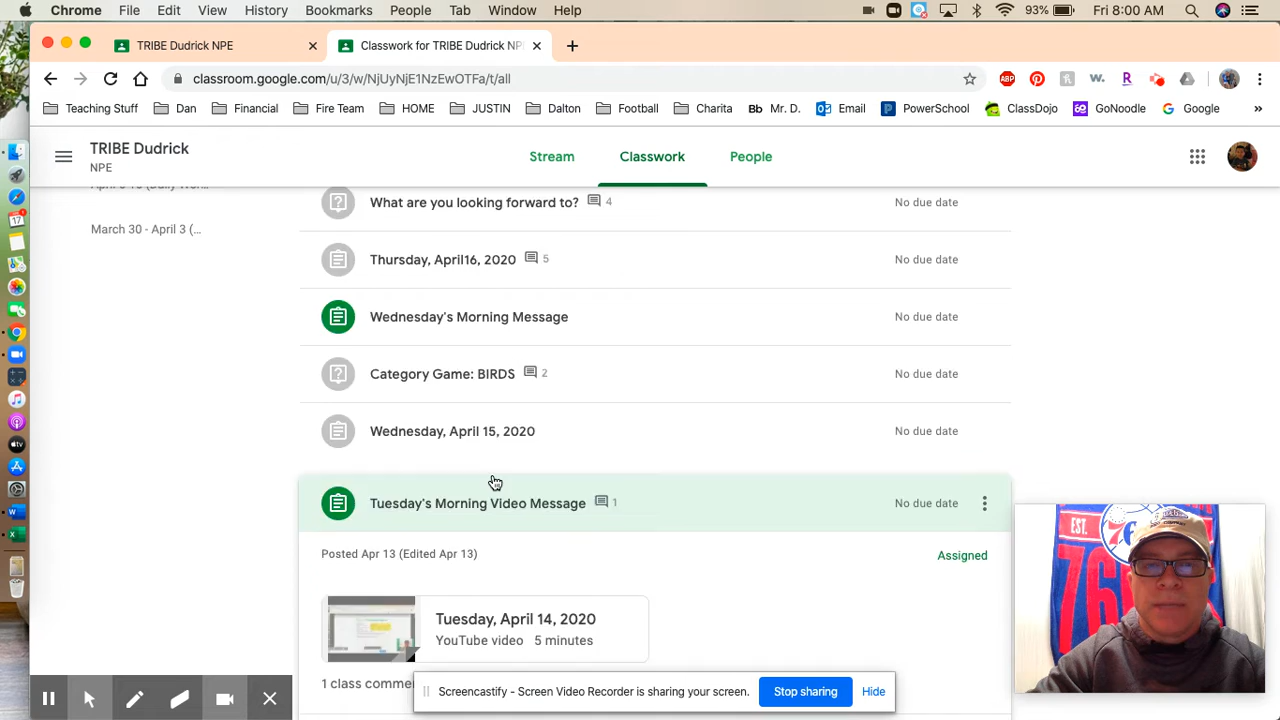 Chrome File Edit View History Bookmarks People Tab Window Help 93% Fri 8:00 AM
TRIBE Dudrick NPE Classwork for TRIBE Dudrick NPE
classroom.google.com/u/3/w/NjUyNjE1NzEwOTFa/t/all
Teaching Stuff Dan Financial Fire Team HOME JUSTIN Dalton Football Charita Bb Mr. D. Email PowerSchool ClassDojo GoNoodle Google »
TRIBE Dudrick
NPE
Stream Classwork People
What are you looking forward to? 4 No due date
March 30 - April 3 (...
Thursday, April16, 2020 5 No due date
Wednesday's Morning Message No due date
Category Game: BIRDS 2 No due date
Wednesday, April 15, 2020 No due date
Tuesday's Morning Video Message 1 No due date
Posted Apr 13 (Edited Apr 13) Assigned
Tuesday, April 14, 2020
YouTube video 5 minutes
1 class comme
Screencastify - Screen Video Recorder is sharing your screen. Stop sharing Hide
EST.
76